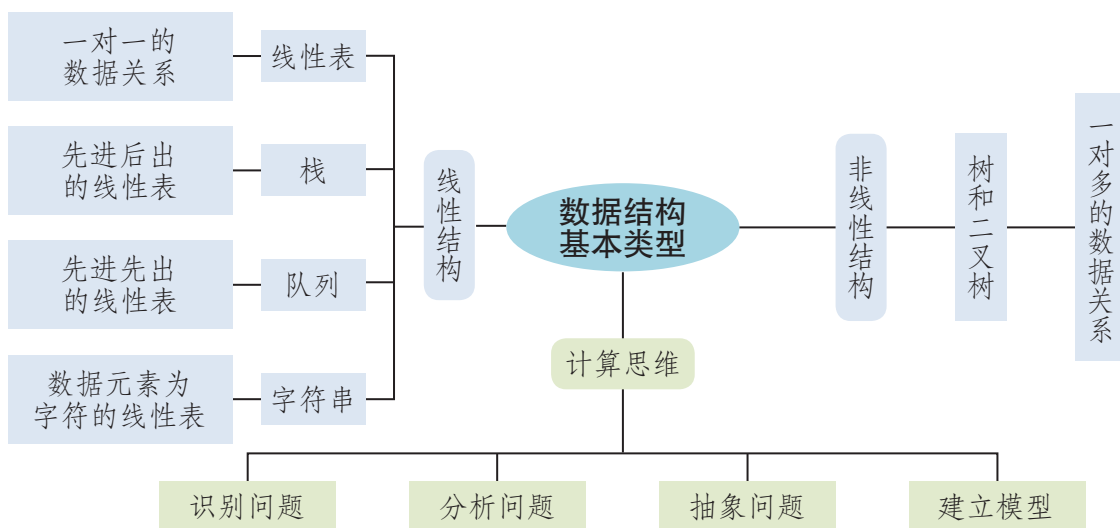 一对一的
数据关系
线性表
先进后出
的线性表
栈
先进先出
的线性表
队列
数据元素为
字符的线性表
字符串
线性结构
数据结构
基本类型
非线性结构
树和二叉树
一对多的数据关系
计算思维
识别问题
分析问题
抽象问题
建立模型